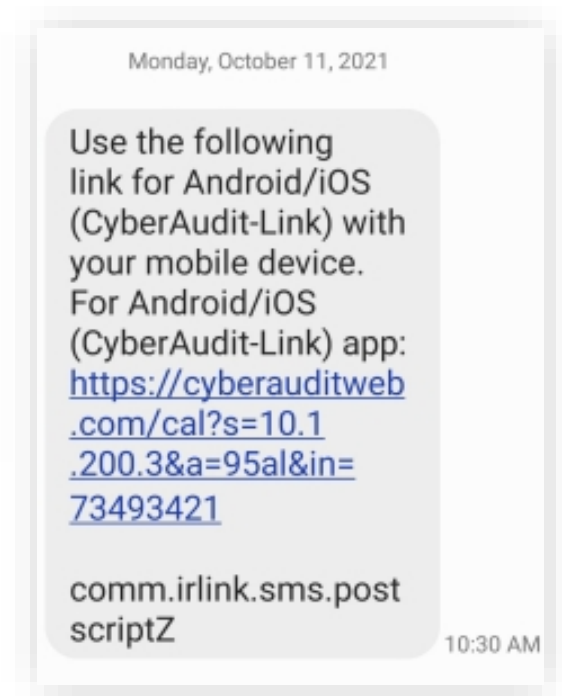 Monday, October 11, 2021
Use the following
link for Android/iOS
(CyberAudit-Link) with
your mobile device.
For Android/iOS
(CyberAudit-Link) app:
https://cyberauditweb
.com/cal?s=10.1
.200.3&a=95al&in=
73493421
comm.irlink.sms.post
scriptZ
10:30 AM